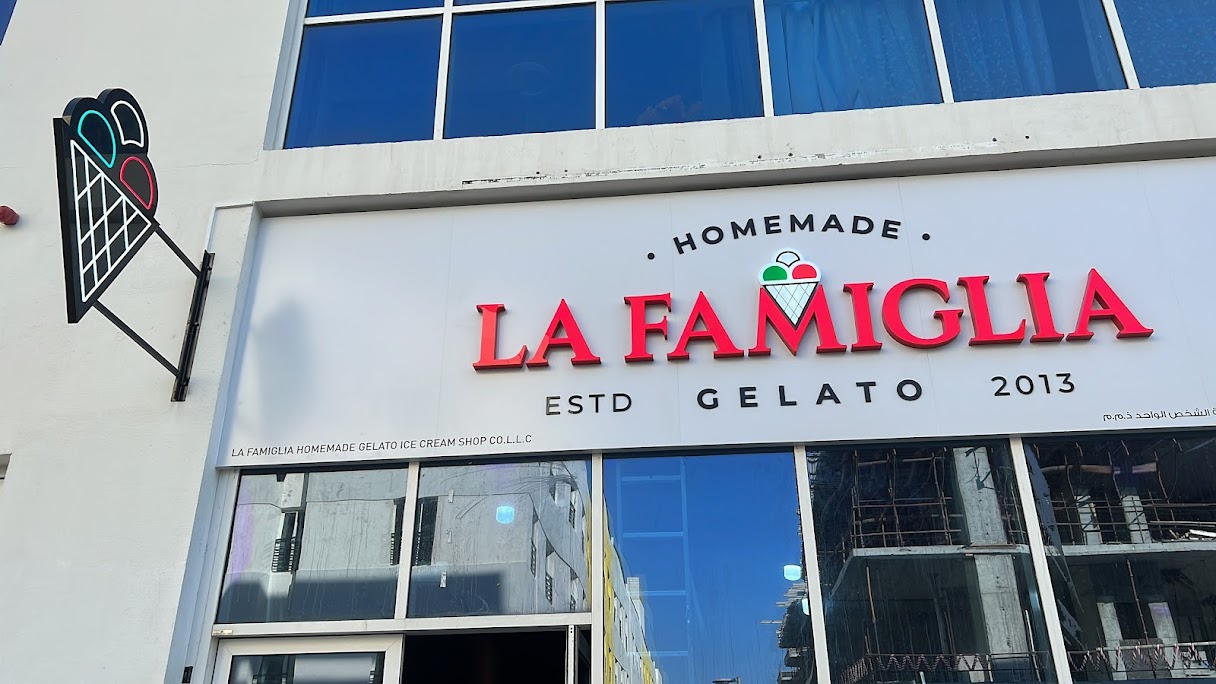 HOMEMADE
LA FAMIGLIA
ESTD GELATO 2013
LA FAMIGLIA HOMEMADE GELATO ICE CREAM SHOP CO.L.L.C
الشخص الواحد ذ.م.م